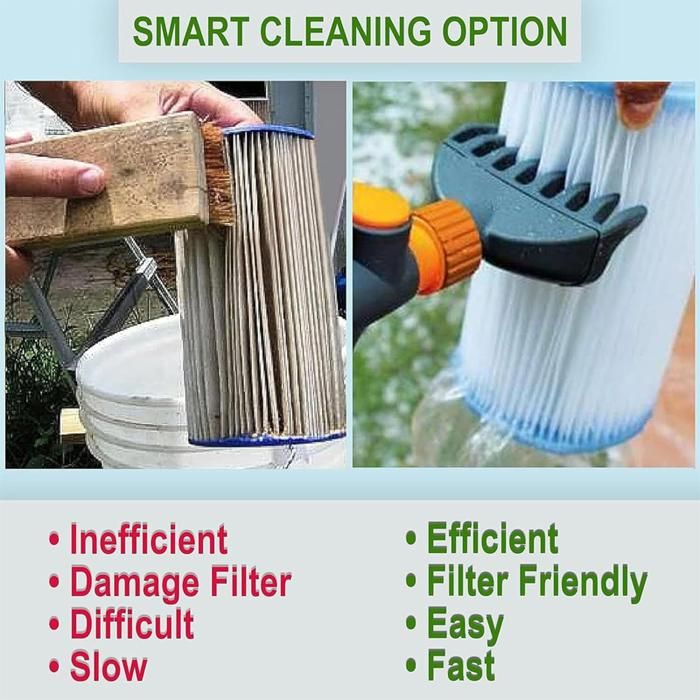 SMART CLEANING OPTION
• Inefficient
• Damage Filter
• Difficult
• Slow
• Efficient
• Filter Friendly
• Easy
• Fast